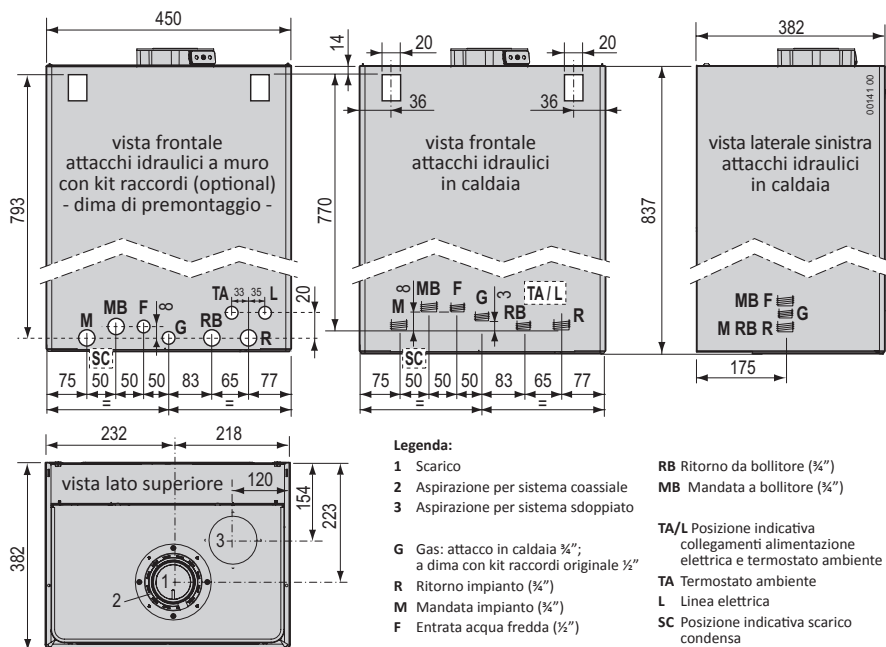 450
14
20
20
382
36
36
00141 00
vista frontale
attacchi idraulici a muro
con kit raccordi (optional)
- dima di premontaggio -
vista frontale
attacchi idraulici
in caldaia
vista laterale sinistra
attacchi idraulici
in caldaia
793
770
837
TA 33 35 L
20
M MB F 8 G RB R
SC
M MB 8 F G 3 TA / L
RB R
SC
MB F
G
M RB R
75 50 50 50 83 65 77
= =
75 50 50 50 83 65 77
= =
175
232 218
vista lato superiore
120
154
223
382
1
2
3
Legenda:
1 Scarico
2 Aspirazione per sistema coassiale
3 Aspirazione per sistema sdoppiato
G Gas: attacco in caldaia ¾”;
a dima con kit raccordi originale ½”
R Ritorno impianto (¾”)
M Mandata impianto (¾”)
F Entrata acqua fredda (½”)
RB Ritorno da bollitore (¾”)
MB Mandata a bollitore (¾”)
TA/L Posizione indicativa
collegamenti alimentazione
elettrica e termostato ambiente
TA Termostato ambiente
L Linea elettrica
SC Posizione indicativa scarico
condensa